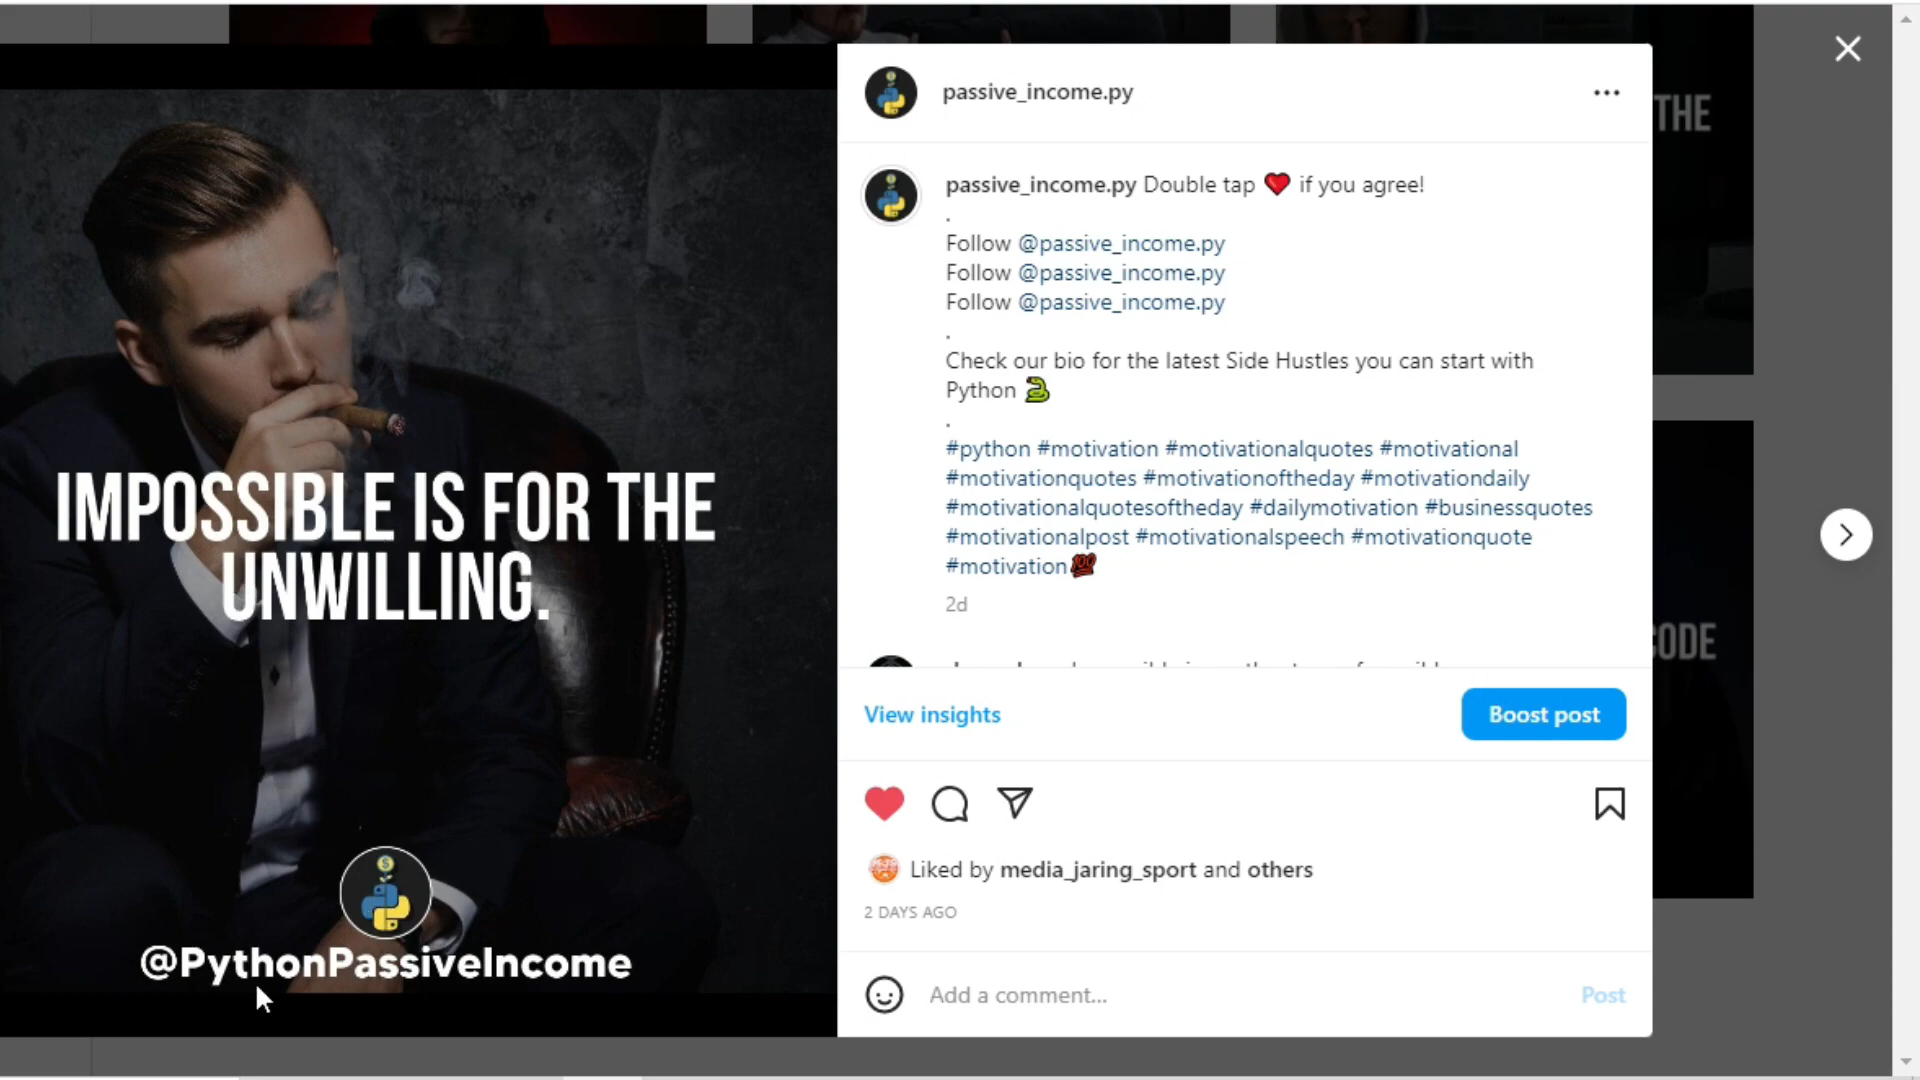 THE
CODE
IMPOSSIBLE IS FOR THE
UNWILLING.
@PythonPassiveIncome
passive_income.py
passive_income.py Double tap ❤️ if you agree!
.
Follow @passive_income.py
Follow @passive_income.py
Follow @passive_income.py
.
Check our bio for the latest Side Hustles you can start with
Python 🐍
.
#python #motivation #motivationalquotes #motivational
#motivationquotes #motivationoftheday #motivationdaily
#motivationalquotesoftheday #dailymotivation #businessquotes
#motivationalpost #motivationalspeech #motivationquote
#motivation💯
2d
View insights
Boost post
Liked by media_jaring_sport and others
2 DAYS AGO
Add a comment...
Post